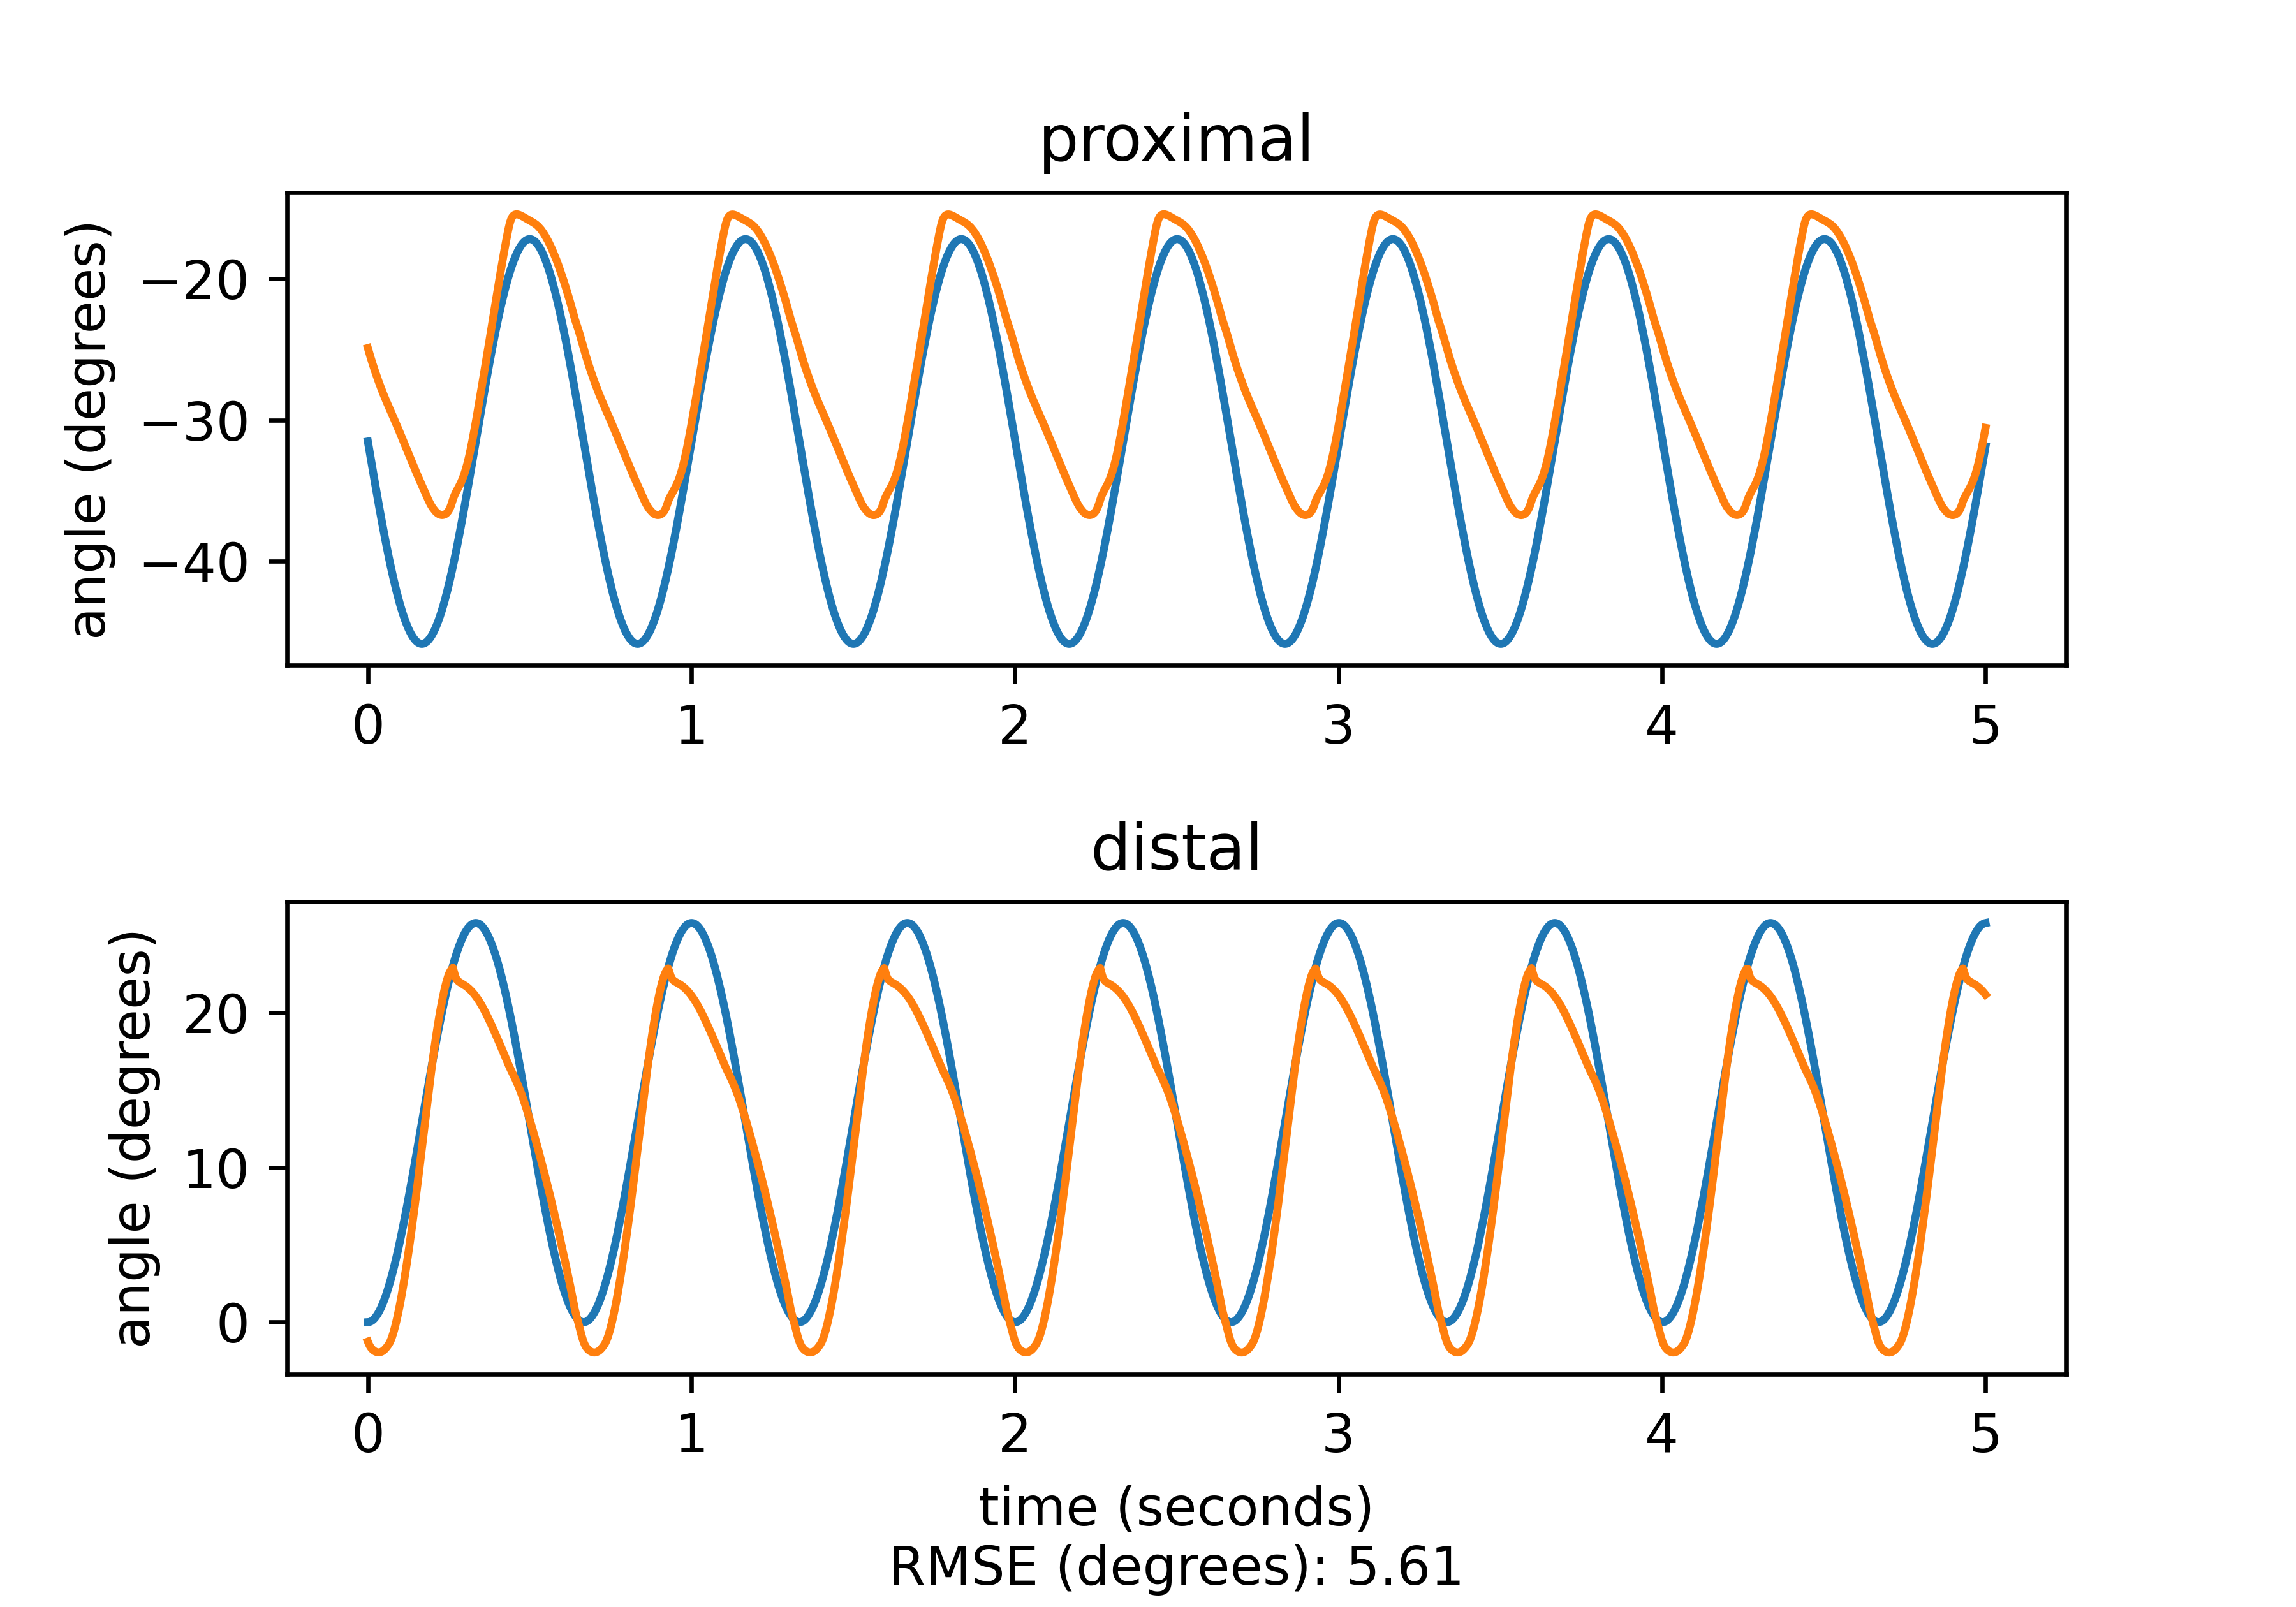 proximal
angle (degrees)
−20
−30
−40
0 1 2 3 4 5
distal
angle (degrees)
20
10
0
0 1 2 3 4 5
time (seconds)
RMSE (degrees): 5.61